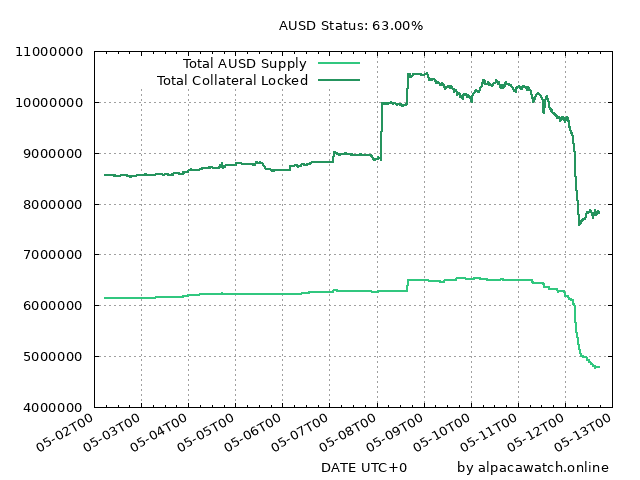 AUSD Status: 63.00%
11000000
10000000
9000000
8000000
7000000
6000000
5000000
4000000
Total AUSD Supply
Total Collateral Locked
05-02T00
05-03T00
05-04T00
05-05T00
05-06T00
05-07T00
05-08T00
05-09T00
05-10T00
05-11T00
05-12T00
05-13T00
DATE UTC+0
by alpacawatch.online